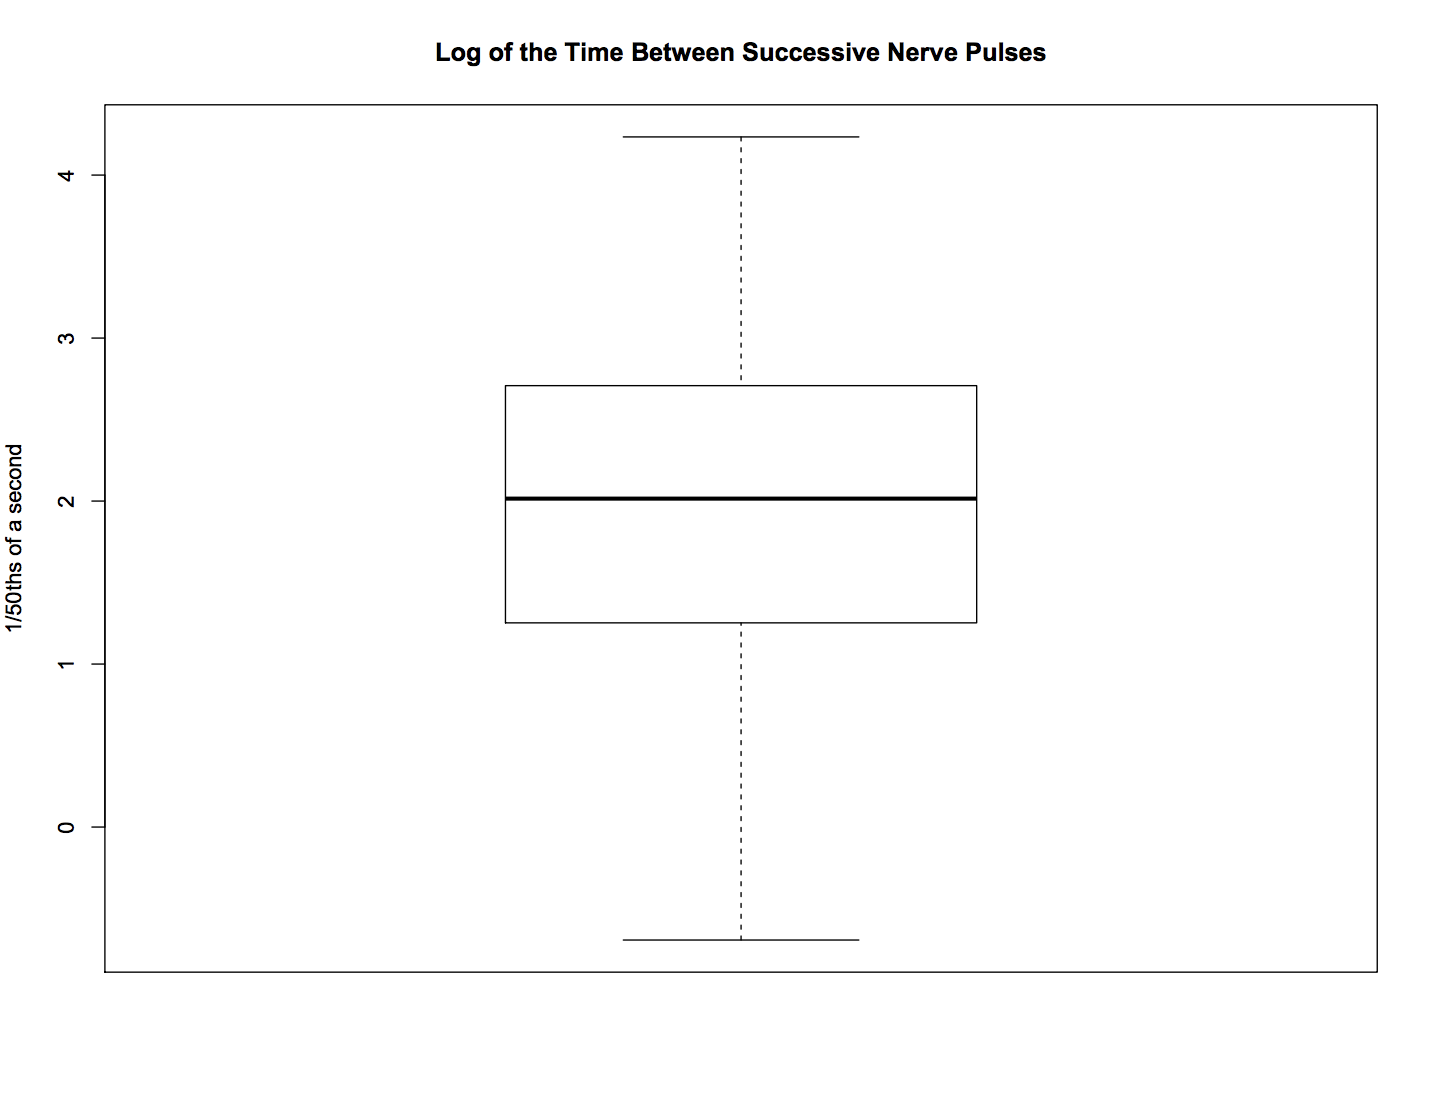 Log of the Time Between Successive Nerve Pulses
4
3
2
1
0
1/50ths of a second